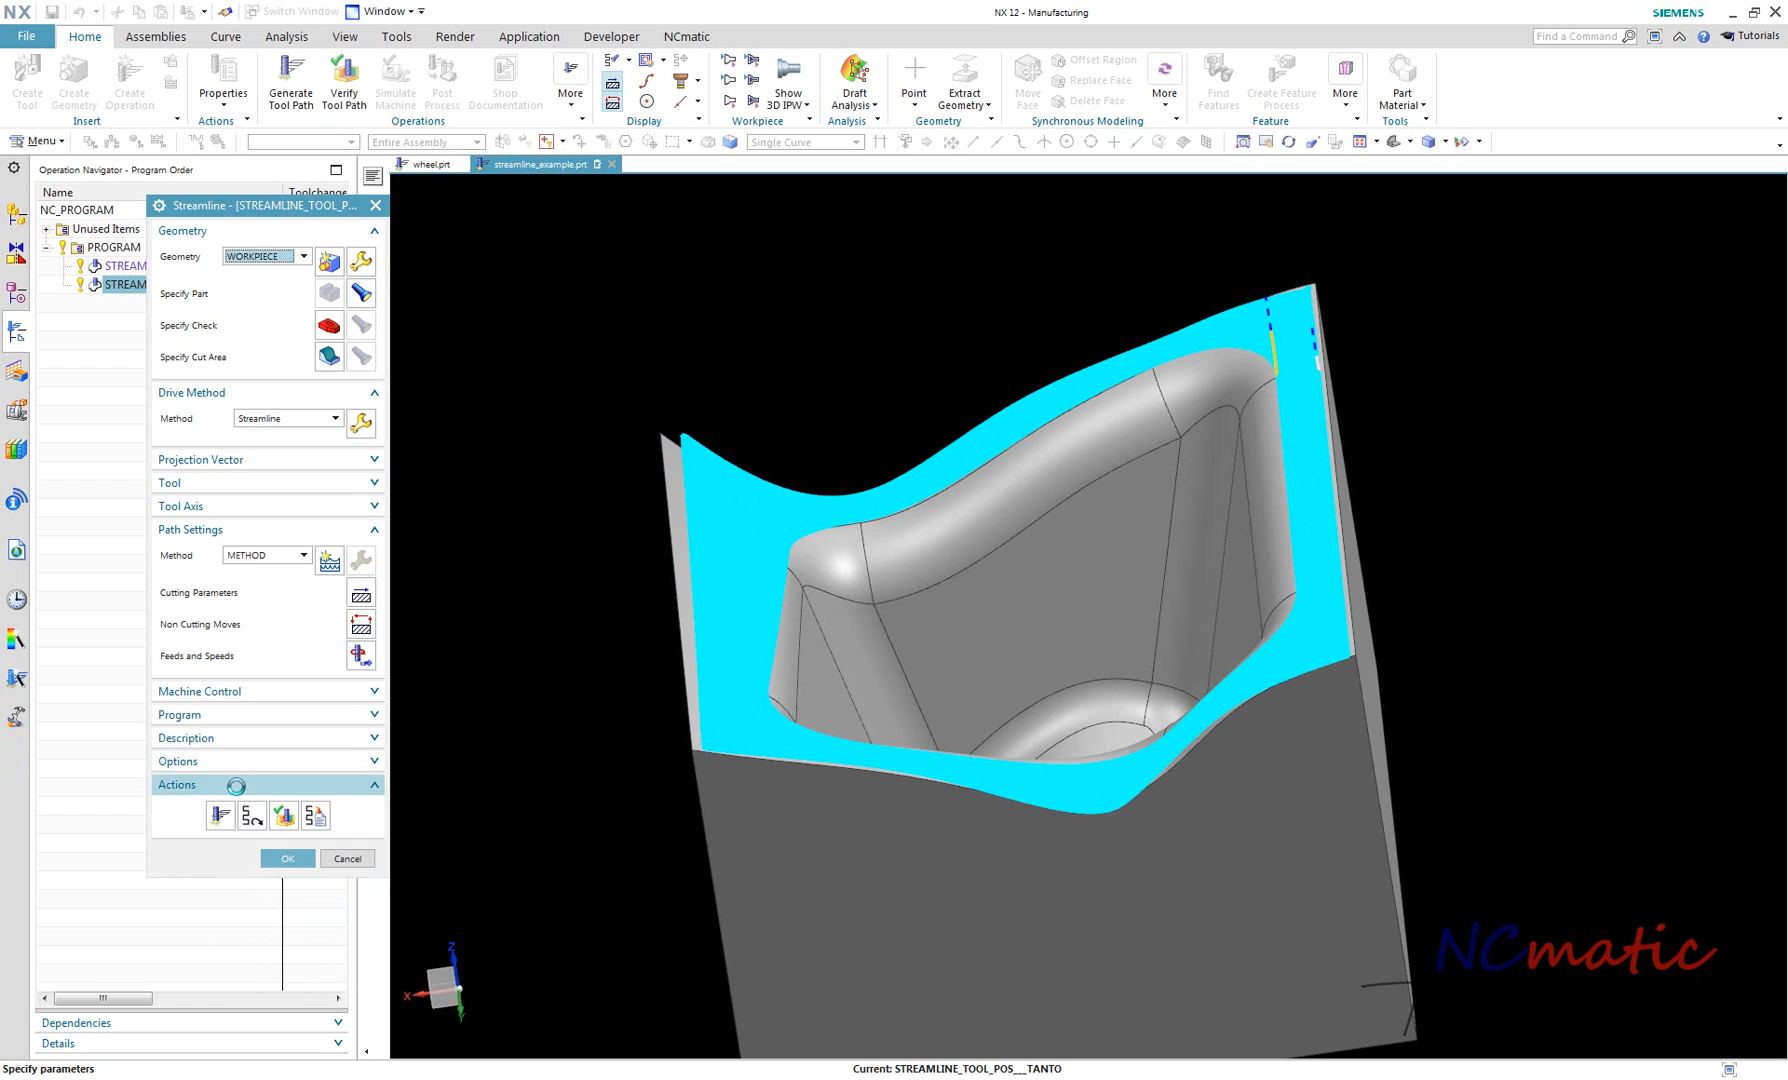 NX
Switch Window
Window
NX 12 - Manufacturing
SIEMENS
File
Home
Assemblies
Curve
Analysis
View
Tools
Render
Application
Developer
NCmatic
Find a Command
Tutorials
Create Tool
Create Geometry
Create Operation
Insert
Properties
Actions
Generate Tool Path
Verify Tool Path
Simulate Machine
Post Process
Shop Documentation
More
Operations
Display
Show 3D IPW
Workpiece
Draft Analysis
Analysis
Point
Extract Geometry
Geometry
Move Face
Offset Region
Replace Face
Delete Face
More
Synchronous Modeling
Find Features
Create Feature Process
More
Feature
Part Material
Tools
Menu
Entire Assembly
Single Curve
Operation Navigator - Program Order
wheel.prt
streamline_example.prt
Name
Toolchange
NC_PROGRAM
Unused Items
PROGRAM
STREAM
STREAM
Streamline - [STREAMLINE_TOOL_P...
Geometry
Geometry
WORKPIECE
Specify Part
Specify Check
Specify Cut Area
Drive Method
Method
Streamline
Projection Vector
Tool
Tool Axis
Path Settings
Method
METHOD
Cutting Parameters
Non Cutting Moves
Feeds and Speeds
Machine Control
Program
Description
Options
Actions
OK
Cancel
Z
X
Y
NCmatic
Dependencies
Details
Specify parameters
Current: STREAMLINE_TOOL_POS___TANTO